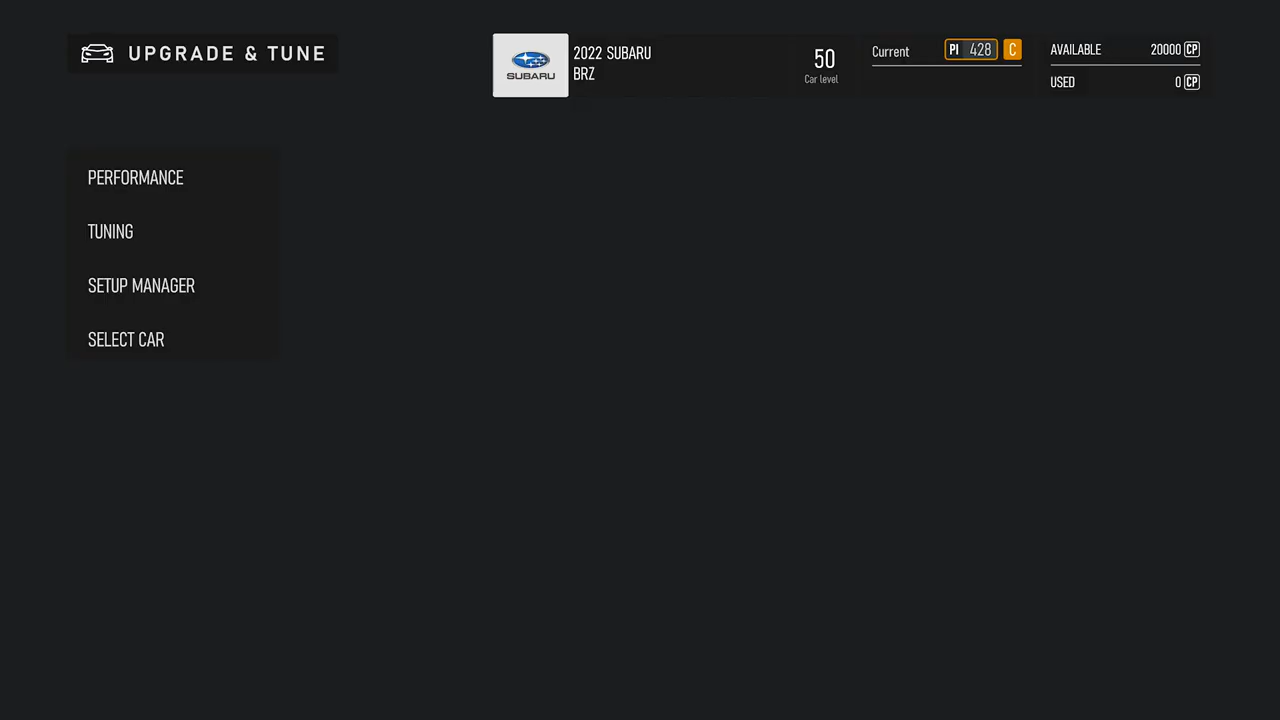 UPGRADE & TUNE
SUBARU
2022 SUBARU
BRZ
50
Car level
Current PI 428 C
AVAILABLE 20000 CP
USED 0 CP
PERFORMANCE
TUNING
SETUP MANAGER
SELECT CAR